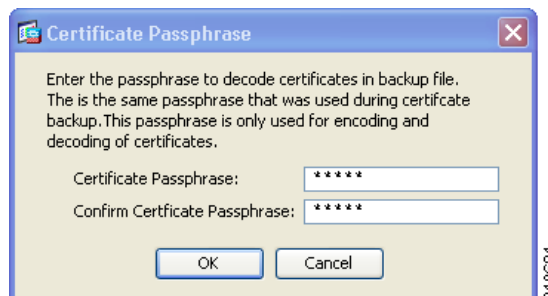 Certificate Passphrase
Enter the passphrase to decode certificates in backup file.
The is the same passphrase that was used during certifcate
backup.This passphrase is only used for encoding and
decoding of certificates.
Certificate Passphrase: *****
Confirm Certficate Passphrase: *****
OK Cancel